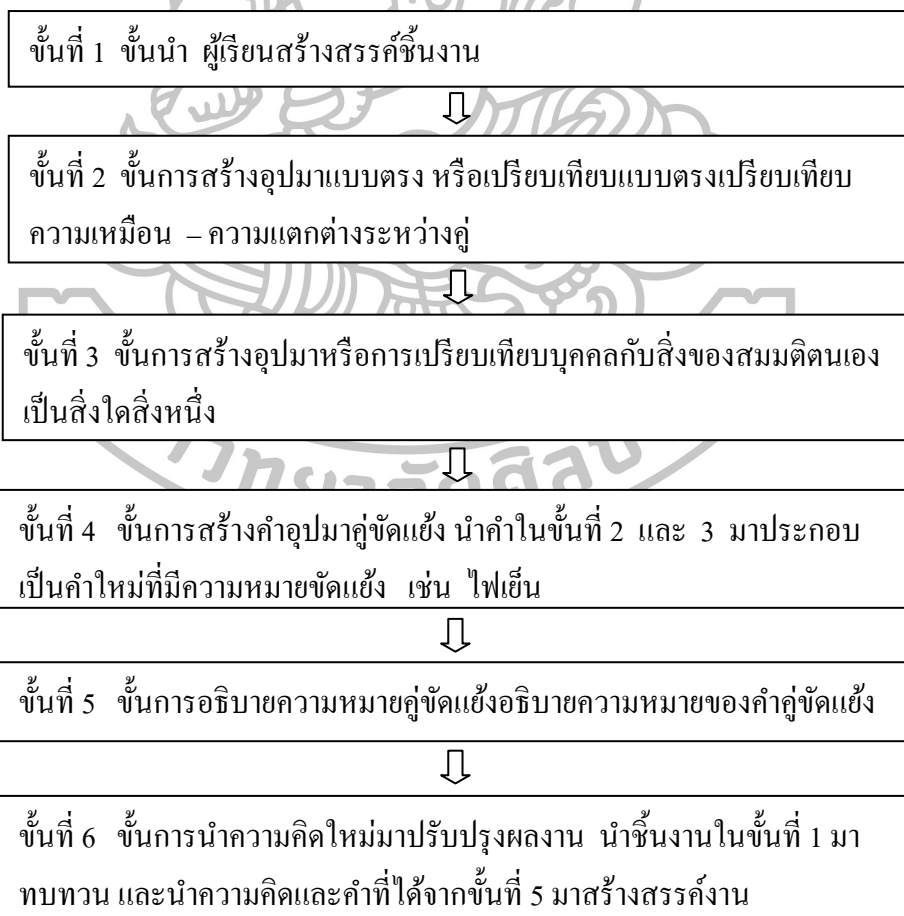 ขั้นที่ 1 ขั้นนำ ผู้เรียนสร้างสรรค์ชิ้นงาน
ขั้นที่ 2 ขั้นการสร้างอุปมาแบบตรง หรือเปรียบเทียบแบบตรงเปรียบเทียบ
ความเหมือน – ความแตกต่างระหว่างคู่
ขั้นที่ 3 ขั้นการสร้างอุปมาหรือการเปรียบเทียบบุคคลกับสิ่งของสมมติตนเอง
เป็นสิ่งใดสิ่งหนึ่ง
ขั้นที่ 4 ขั้นการสร้างคำอุปมาคู่ขัดแย้ง นำคำในขั้นที่ 2 และ 3 มาประกอบ
เป็นคำใหม่ที่มีความหมายขัดแย้ง เช่น ไฟเย็น
ขั้นที่ 5 ขั้นการอธิบายความหมายคู่ขัดแย้งอธิบายความหมายของคำคู่ขัดแย้ง
ขั้นที่ 6 ขั้นการนำความคิดใหม่มาปรับปรุงผลงาน นำชิ้นงานในขั้นที่ 1 มา
ทบทวน และนำความคิดและคำที่ได้จากขั้นที่ 5 มาสร้างสรรค์งาน